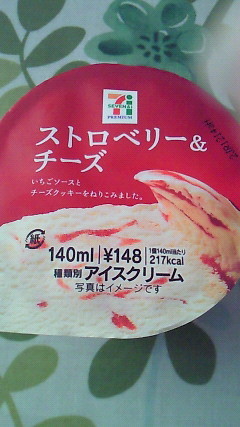 SEVEN&i
PREMIUM
ストロベリー&
チーズ
いちごソースと
チーズクッキーをねりこみました。
紙
140ml ¥148 1個140ml当たり 217kcal
種類別 アイスクリーム
写真はイメージです